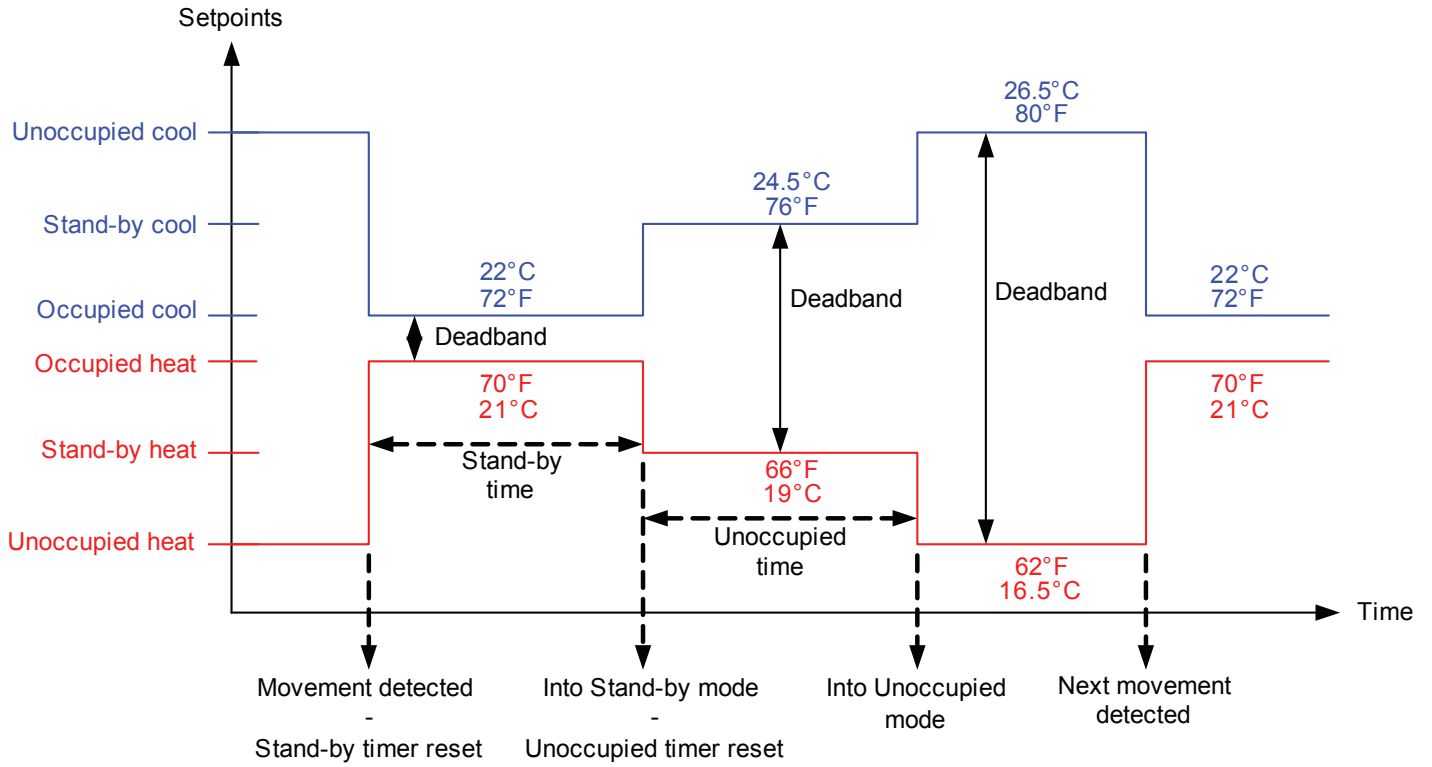 Setpoints
Unoccupied cool
Stand-by cool
Occupied cool
Occupied heat
Stand-by heat
Unoccupied heat
22°C
72°F
Deadband
70°F
21°C
Stand-by
time
24.5°C
76°F
Deadband
66°F
19°C
Unoccupied
time
26.5°C
80°F
Deadband
62°F
16.5°C
22°C
72°F
70°F
21°C
Time
Movement detected
-
Stand-by timer reset
Into Stand-by mode
-
Unoccupied timer reset
Into Unoccupied
mode
Next movement
detected